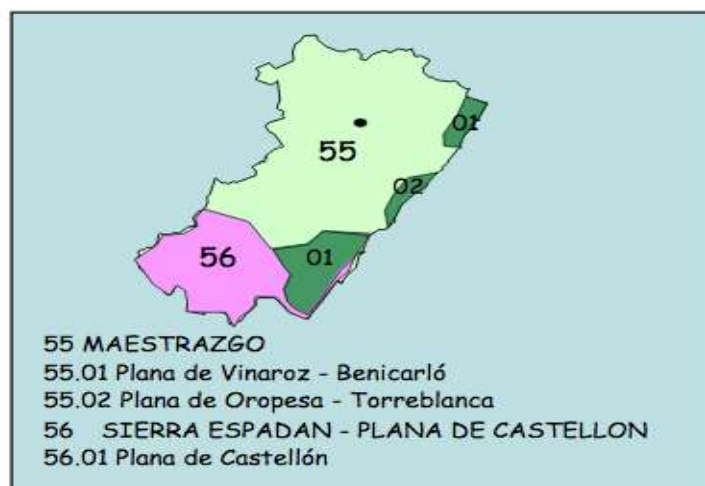 01
55
02
56
01
55 MAESTRAZGO
55.01 Plana de Vinaroz - Benicarló
55.02 Plana de Oropesa - Torreblanca
56 SIERRA ESPADAN - PLANA DE CASTELLON
56.01 Plana de Castellón